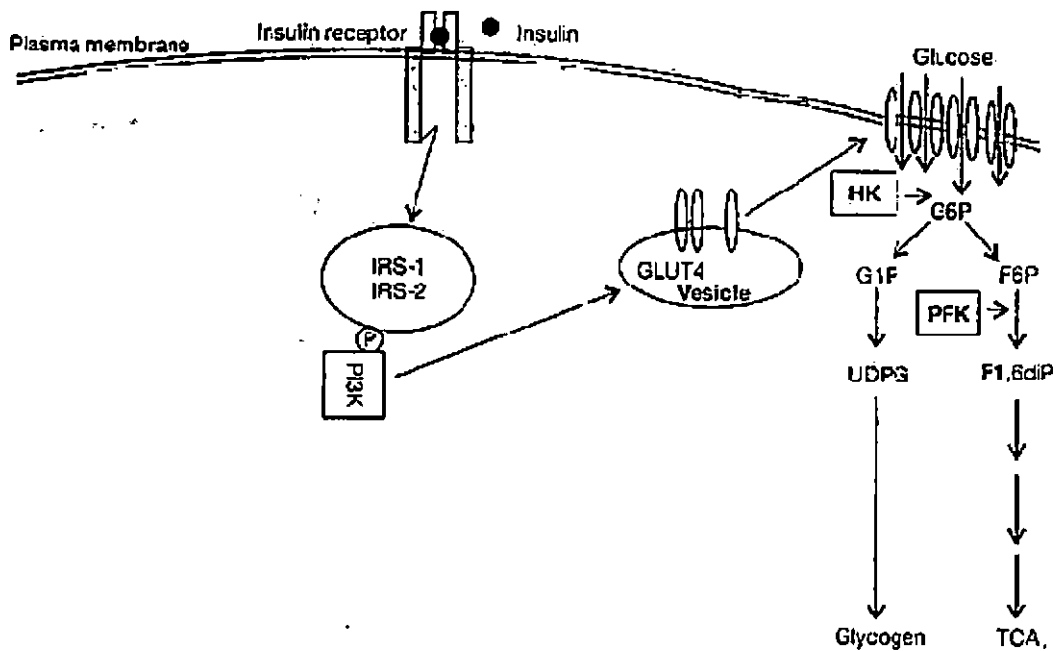 Insulin receptor
Insulin
Plasma membrane
Glucose
HK
G6P
IRS-1
IRS-2
GLUT4
Vesicle
G1P
F6P
P
PFK
PI3K
UDPG
F1,6diP
Glycogen
TCA,